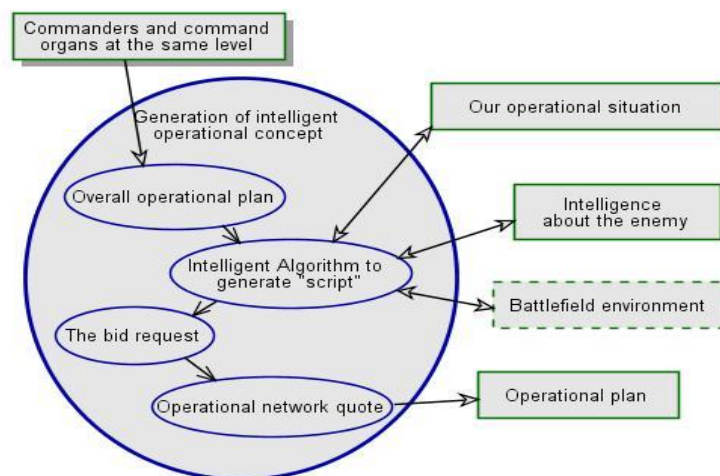 Commanders and command
organs at the same level
Generation of intelligent
operational concept
Our operational situation
Overall operational plan
Intelligence
about the enemy
Intelligent Algorithm to
generate "script"
Battlefield environment
The bid request
Operational network quote
Operational plan